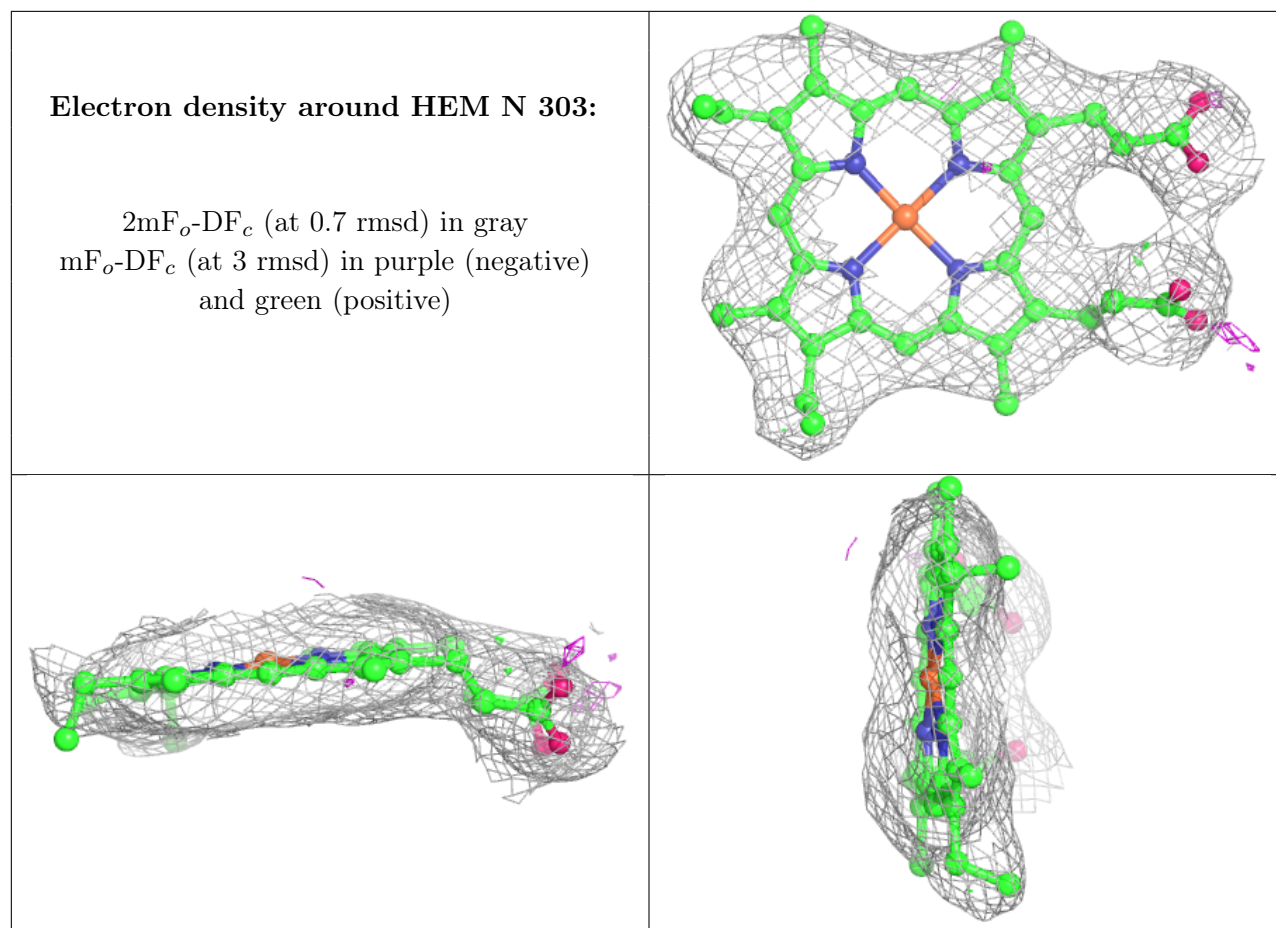 Electron density around HEM N 303:
2mFo-DFc (at 0.7 rmsd) in gray
mFo-DFc (at 3 rmsd) in purple (negative)
and green (positive)